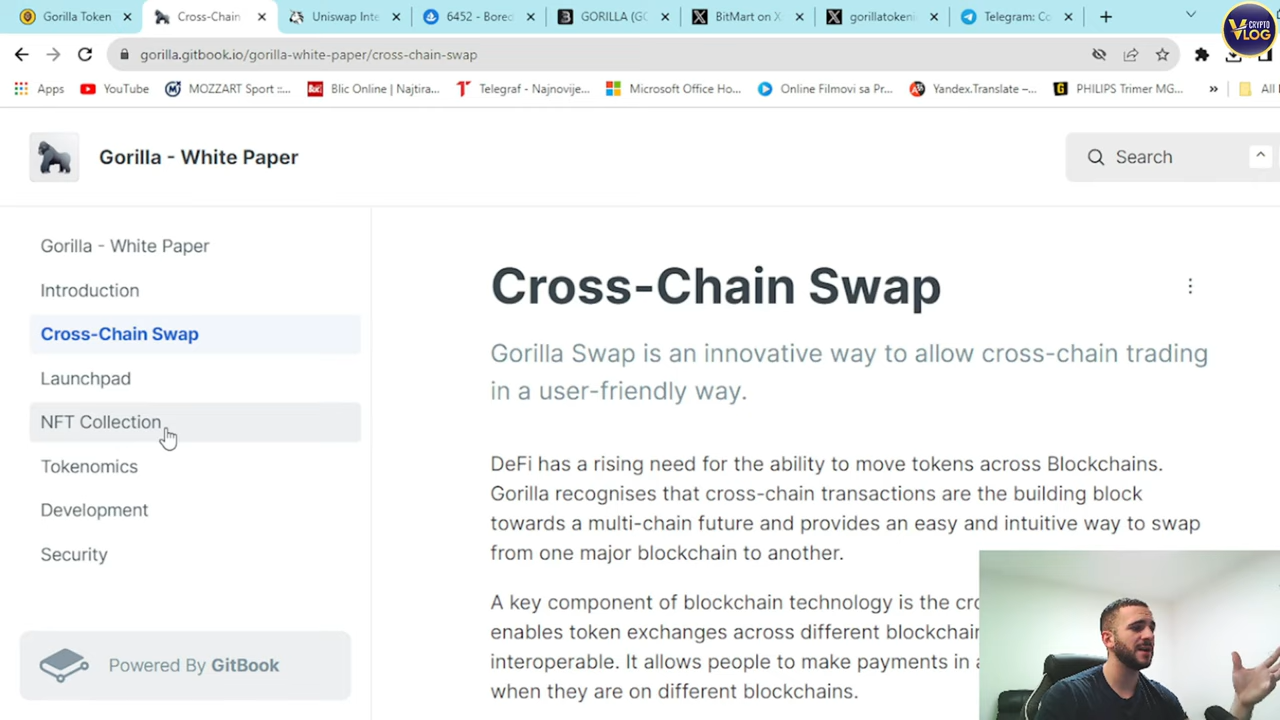 Gorilla Token
Cross-Chain
Uniswap Inte
6452 - Bored
GORILLA (GO
BitMart on X
gorillatokeni
Telegram: Co
CRYPTO
VLOG
gorilla.gitbook.io/gorilla-white-paper/cross-chain-swap
Apps
YouTube
MOZZART Sport ::...
Blic Online | Najtira...
Telegraf - Najnovije...
Microsoft Office Ho...
Online Filmovi sa Pr...
Yandex.Translate –...
PHILIPS Trimer MG...
»
All
Gorilla - White Paper
Search
Gorilla - White Paper
Introduction
Cross-Chain Swap
Launchpad
NFT Collection
Tokenomics
Development
Security
Powered By GitBook
Cross-Chain Swap
Gorilla Swap is an innovative way to allow cross-chain trading
in a user-friendly way.
DeFi has a rising need for the ability to move tokens across Blockchains.
Gorilla recognises that cross-chain transactions are the building block
towards a multi-chain future and provides an easy and intuitive way to swap
from one major blockchain to another.
A key component of blockchain technology is the cro
enables token exchanges across different blockchain
interoperable. It allows people to make payments in a
when they are on different blockchains.